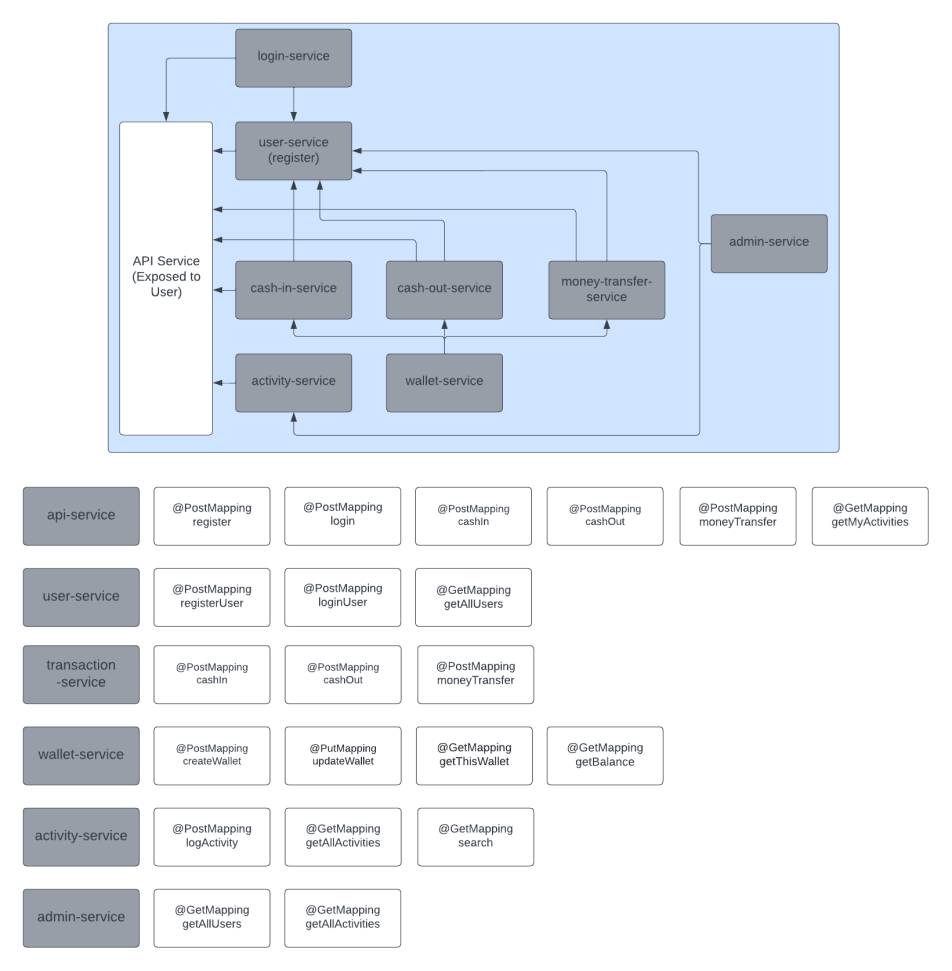 login-service
user-service
(register)
API Service
(Exposed to
User)
admin-service
cash-in-service
cash-out-service
money-transfer-
service
activity-service
wallet-service
api-service
@PostMapping
register
@PostMapping
login
@PostMapping
cashIn
@PostMapping
cashOut
@PostMapping
moneyTransfer
@GetMapping
getMyActivities
user-service
@PostMapping
registerUser
@PostMapping
loginUser
@GetMapping
getAllUsers
transaction
-service
@PostMapping
cashIn
@PostMapping
cashOut
@PostMapping
moneyTransfer
wallet-service
@PostMapping
createWallet
@PutMapping
updateWallet
@GetMapping
getThisWallet
@GetMapping
getBalance
activity-service
@PostMapping
logActivity
@GetMapping
getAllActivities
@GetMapping
search
admin-service
@GetMapping
getAllUsers
@GetMapping
getAllActivities